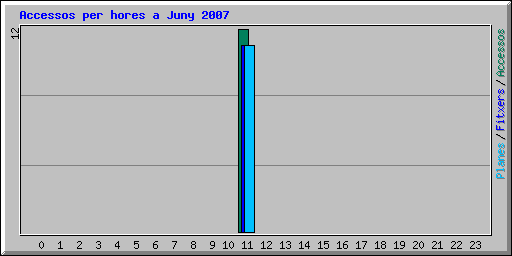 Accessos per hores a Juny 2007
12
0 1 2 3 4 5 6 7 8 9 10 11 12 13 14 15 16 17 18 19 20 21 22 23
Planes/Fitxers/Accessos